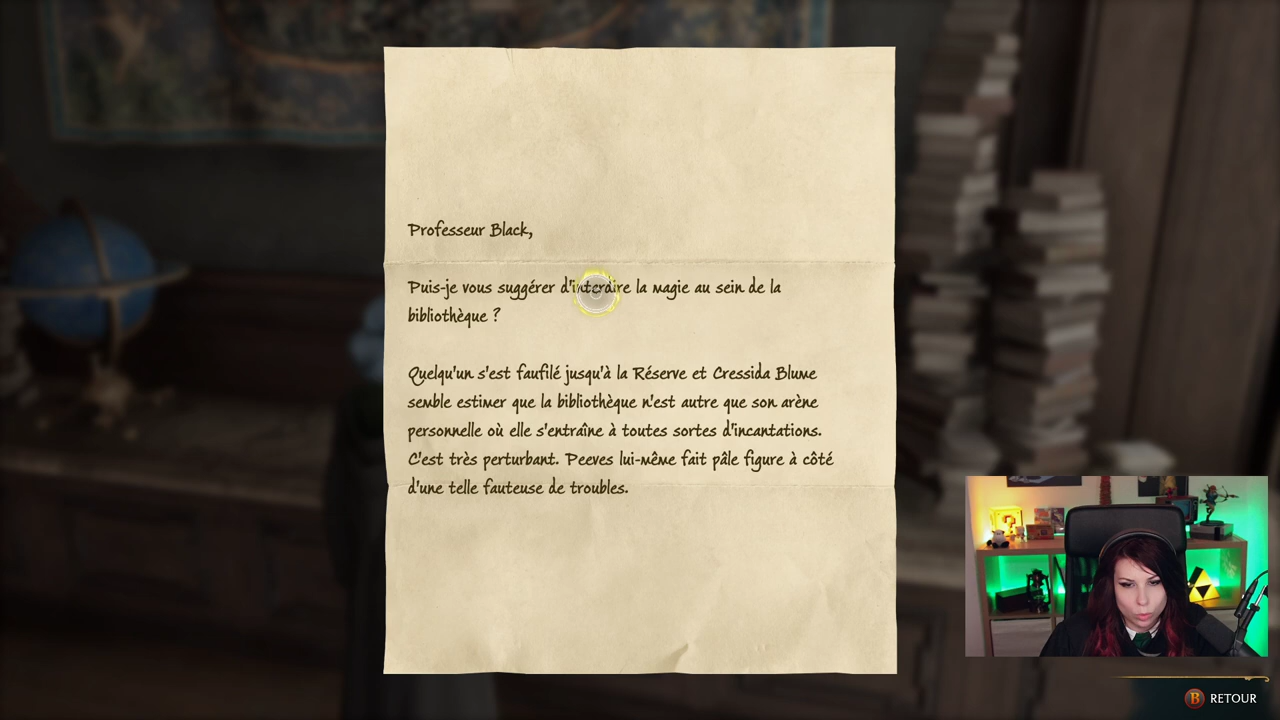 Professeur Black,
Puis-je vous suggérer d'interdire la magie au sein de la
bibliothèque ?
Quelqu'un s'est faufilé jusqu'à la Réserve et Cressida Blume
semble estimer que la bibliothèque n'est autre que son arène
personnelle où elle s'entraîne à toutes sortes d'incantations.
C'est très perturbant. Peeves lui-même fait pâle figure à côté
d'une telle fauteuse de troubles.
B RETOUR